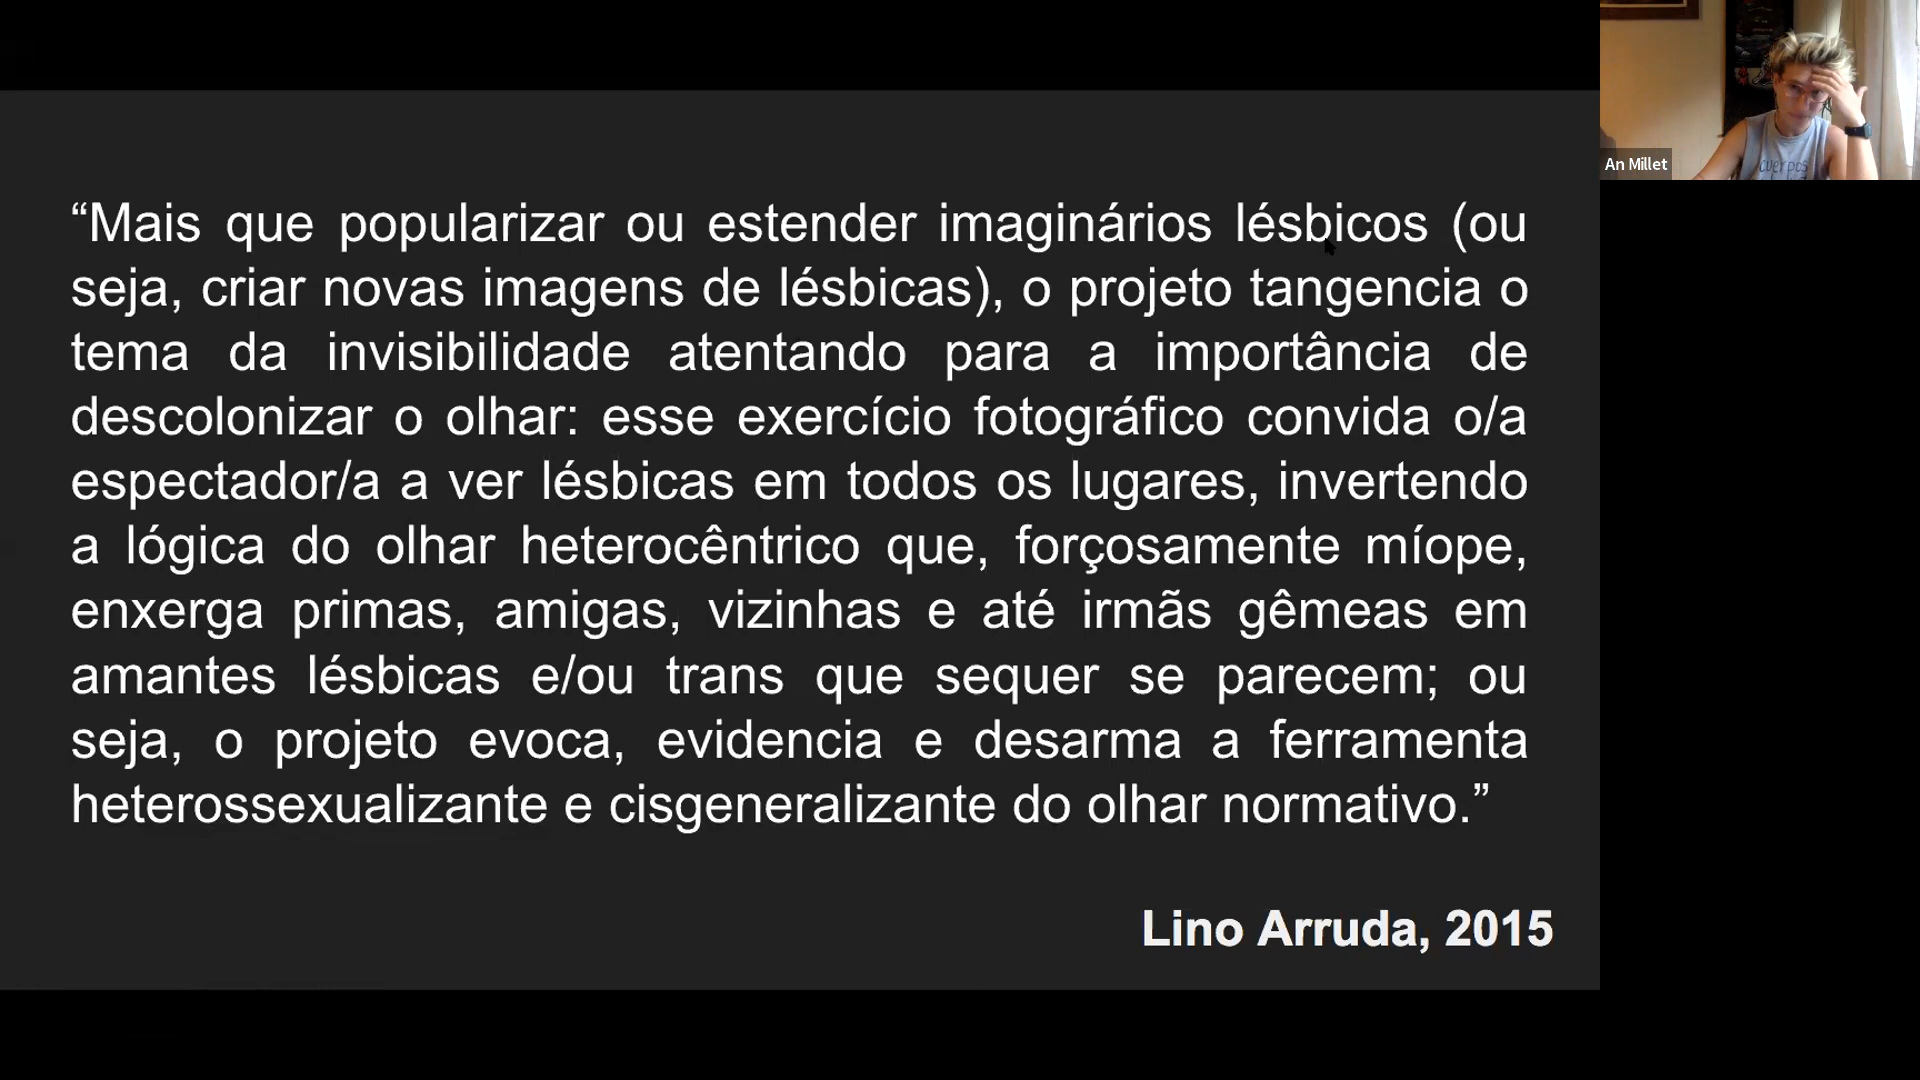 “Mais que popularizar ou estender imaginários lésbicos (ou
seja, criar novas imagens de lésbicas), o projeto tangencia o
tema da invisibilidade atentando para a importância de
descolonizar o olhar: esse exercício fotográfico convida o/a
espectador/a a ver lésbicas em todos os lugares, invertendo
a lógica do olhar heterocêntrico que, forçosamente míope,
enxerga primas, amigas, vizinhas e até irmãs gêmeas em
amantes lésbicas e/ou trans que sequer se parecem; ou
seja, o projeto evoca, evidencia e desarma a ferramenta
heterossexualizante e cisgeneralizante do olhar normativo.”
Lino Arruda, 2015
An Millet
cuerpos